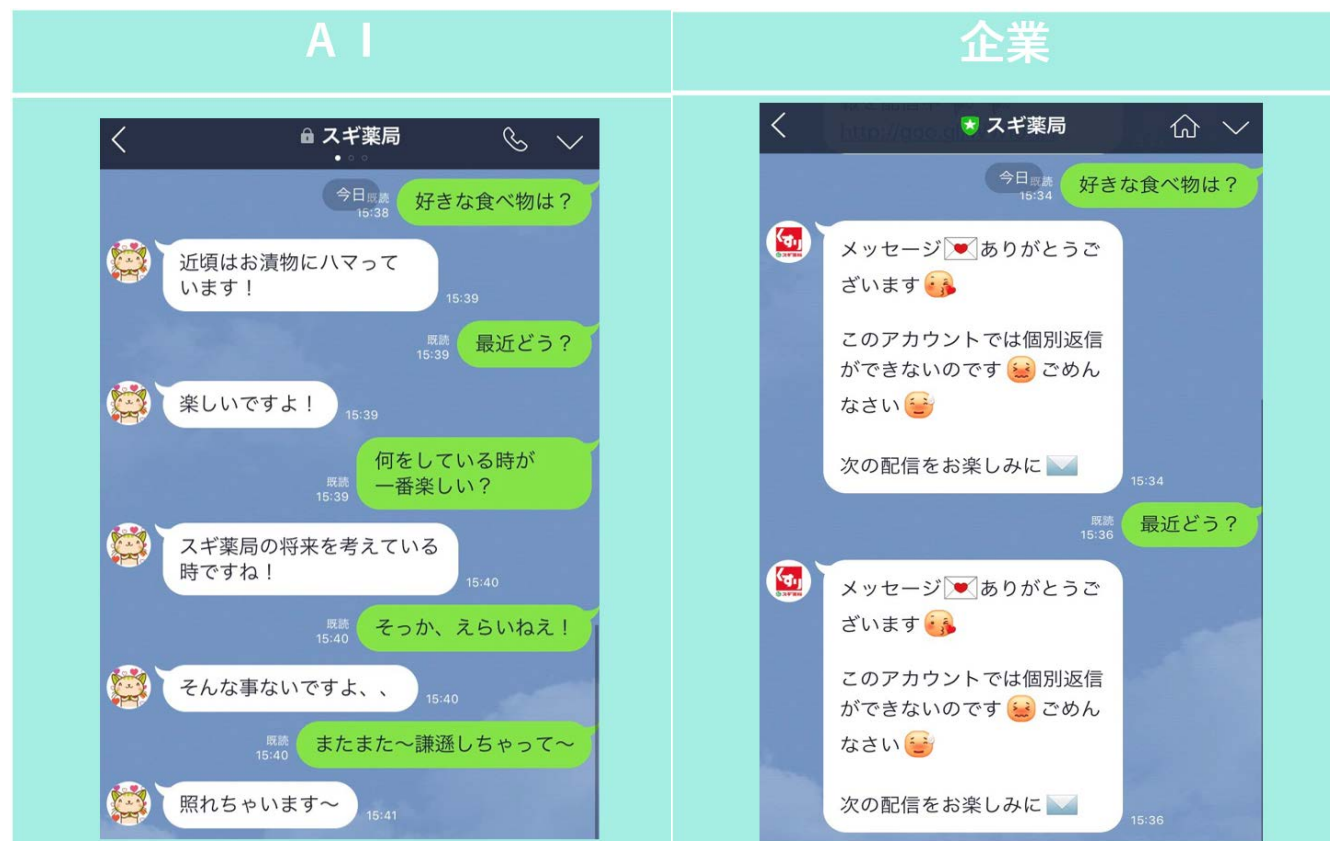 AI
企業
スギ薬局
今日
既読
15:38
好きな食べ物は？
近頃はお漬物にハマって
います！
15:39
既読
15:39
最近どう？
楽しいですよ！
15:39
何をしている時が
一番楽しい？
既読
15:39
スギ薬局の将来を考えている
時ですね！
15:40
既読
15:40
そっか、えらいねえ！
そんな事ないですよ、、
15:40
既読
15:40
またまた〜謙遜しちゃって〜
照れちゃいます〜
15:41
スギ薬局
今日
既読
15:34
好きな食べ物は？
くすり
メッセージ💌ありがとうご
ざいます😘
このアカウントでは個別返信
ができないのです😖ごめん
なさい
次の配信をお楽しみに✉
15:34
既読
15:36
最近どう？
くすり
メッセージ💌ありがとうご
ざいます😘
このアカウントでは個別返信
ができないのです😖ごめん
なさい
次の配信をお楽しみに✉
15:36